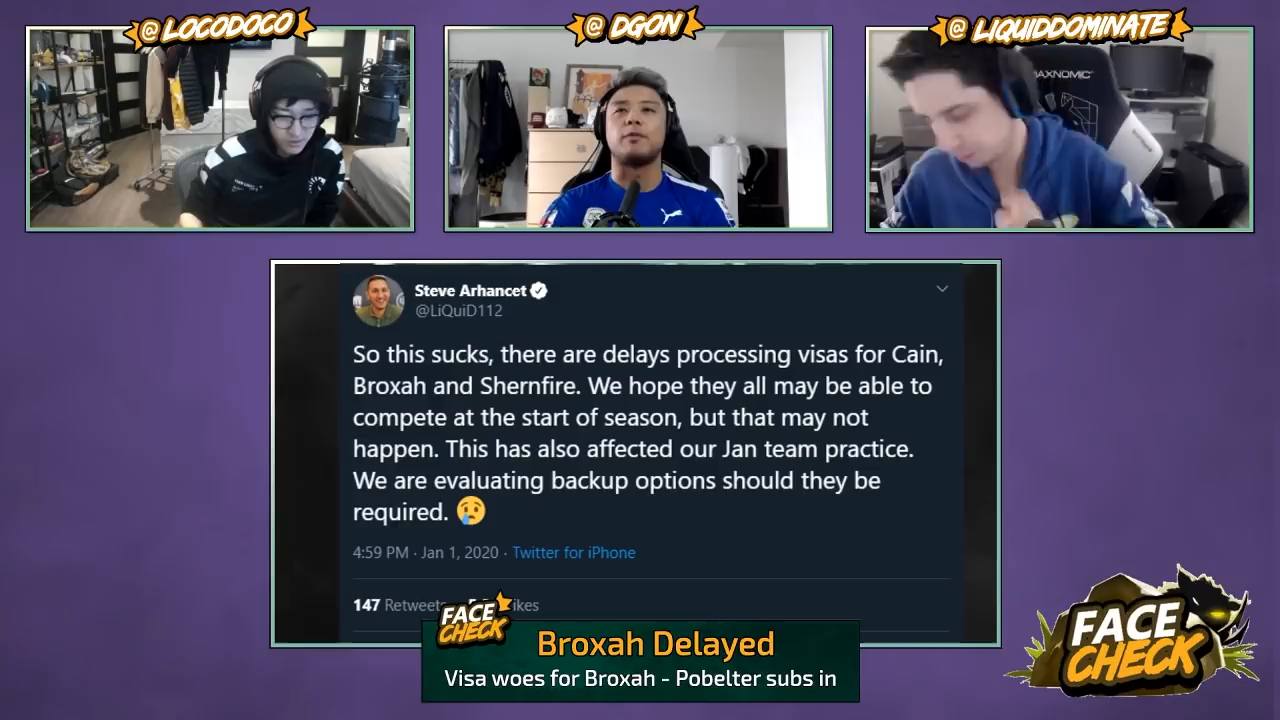 @ LOCODOCO
@ DGON
@ LIQUIDDOMINATE
AXNOMIC
Steve Arhancet
@LiQuiD112
So this sucks, there are delays processing visas for Cain,
Broxah and Shernfire. We hope they all may be able to
compete at the start of season, but that may not
happen. This has also affected our Jan team practice.
We are evaluating backup options should they be
required. 😢
4:59 PM · Jan 1, 2020 · Twitter for iPhone
147 Retweets
FACE
CHECK
Broxah Delayed
Visa woes for Broxah - Pobelter subs in
FACE
CHECK